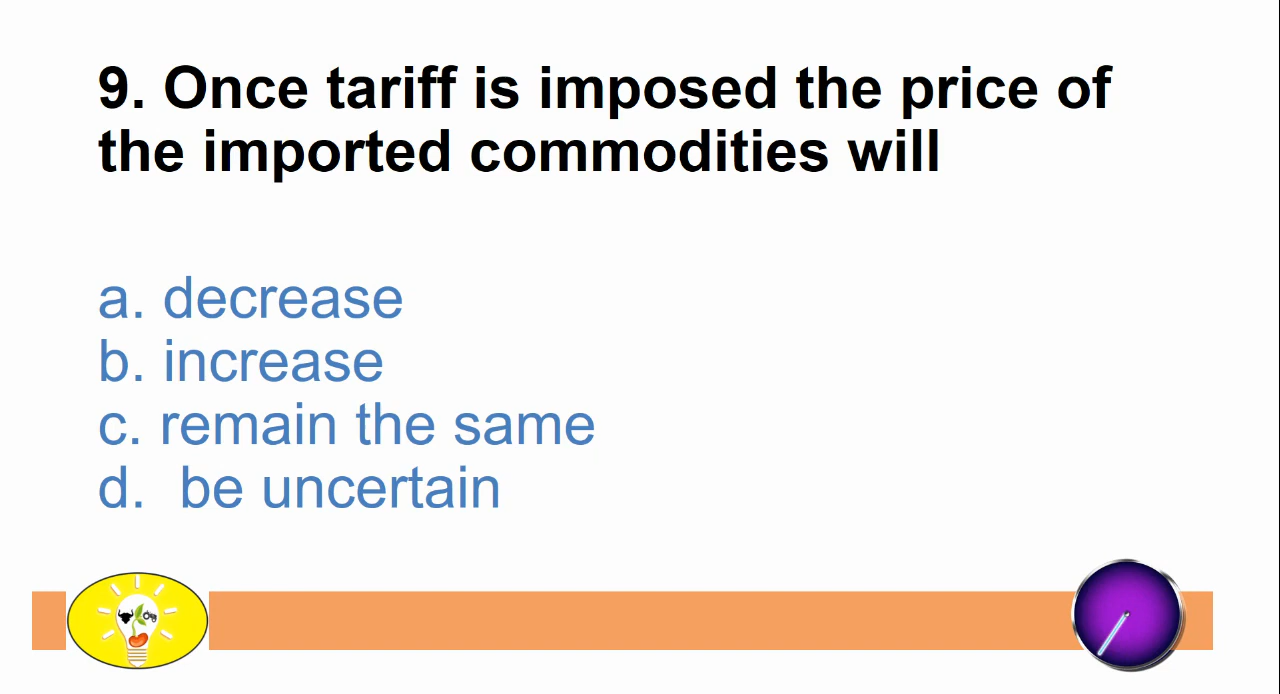 9. Once tariff is imposed the price of
the imported commodities will
a. decrease
b. increase
c. remain the same
d.  be uncertain